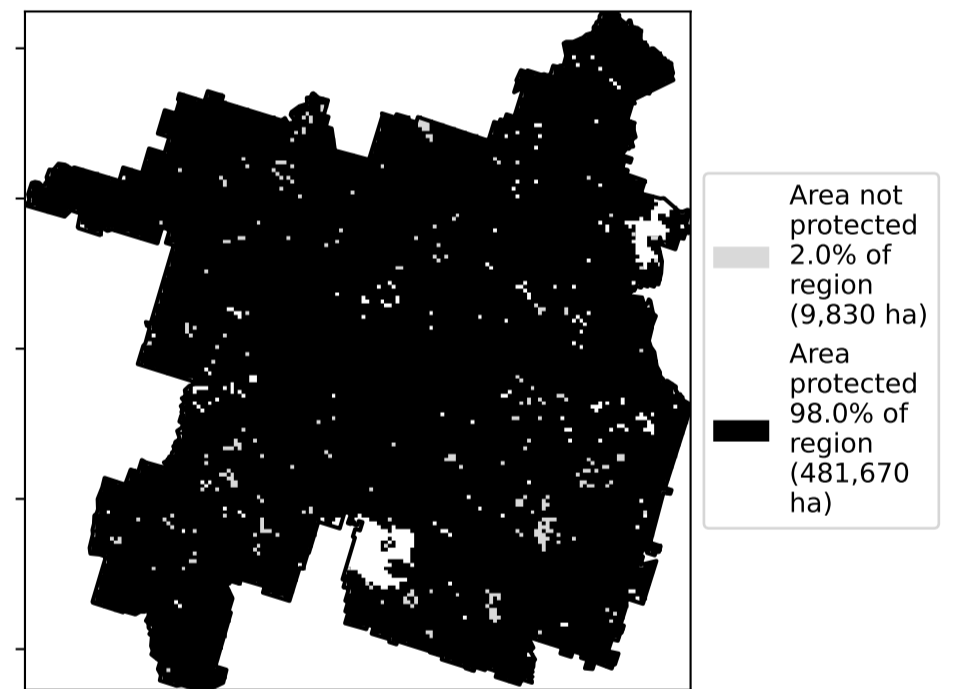 Area not
protected
2.0% of
region
(9,830 ha)
Area
protected
98.0% of
region
(481,670
ha)